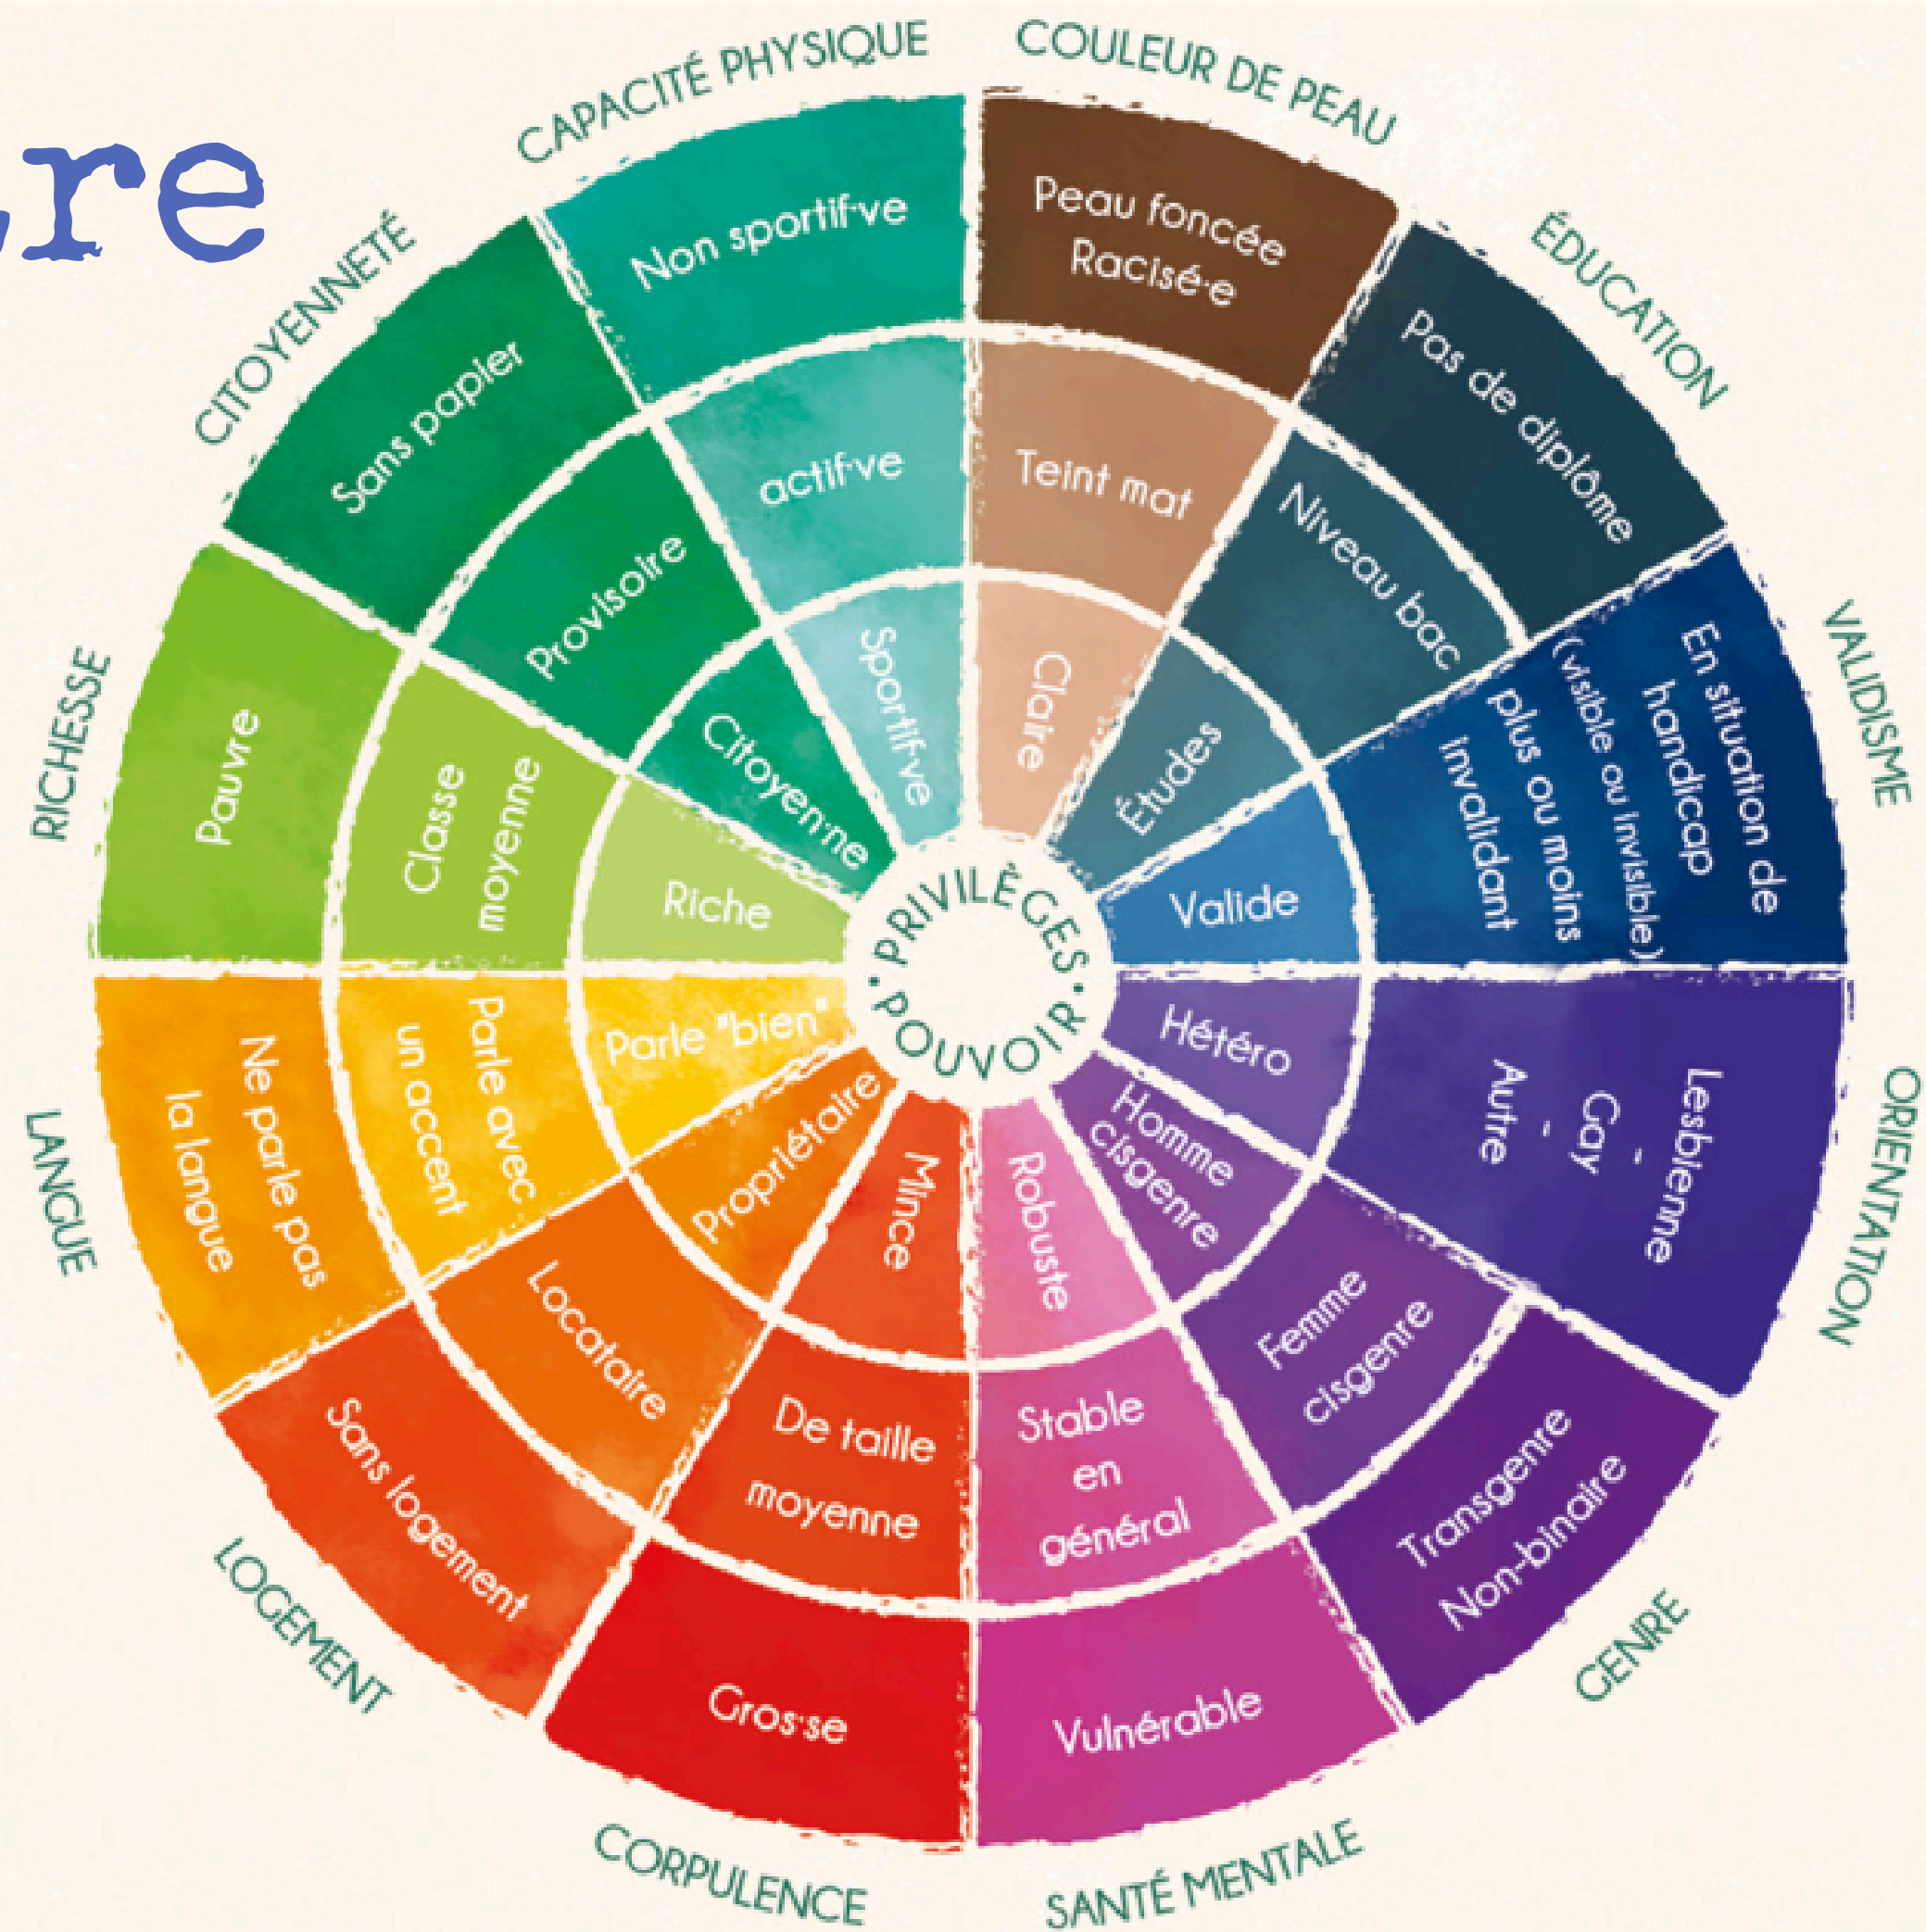 re
CAPACITÉ PHYSIQUE
Non sportif·ve
actif·ve
Sportif·ve
COULEUR DE PEAU
Peau foncée
Racisé·e
Teint mat
Claire
ÉDUCATION
Pas de diplôme
Niveau bac
Études
VALIDISME
En situation de
handicap
(visible ou invisible)
plus ou moins
invalidant
Valide
ORIENTATION
Lesbienne
-
Gay
-
Autre
Hétéro
GENRE
Transgenre
Non-binaire
Femme
cisgenre
Homme
cisgenre
SANTÉ MENTALE
Vulnérable
Stable
en
général
Robuste
CORPULENCE
Gros·se
De taille
moyenne
Mince
LOGEMENT
Sans logement
Locataire
Propriétaire
LANGUE
Ne parle pas
la langue
Parle avec
un accent
Parle "bien"
RICHESSE
Pauvre
Classe
moyenne
Riche
CITOYENNETÉ
Sans papier
Provisoire
Citoyen·ne
• PRIVILÈGES •
POUVOIR